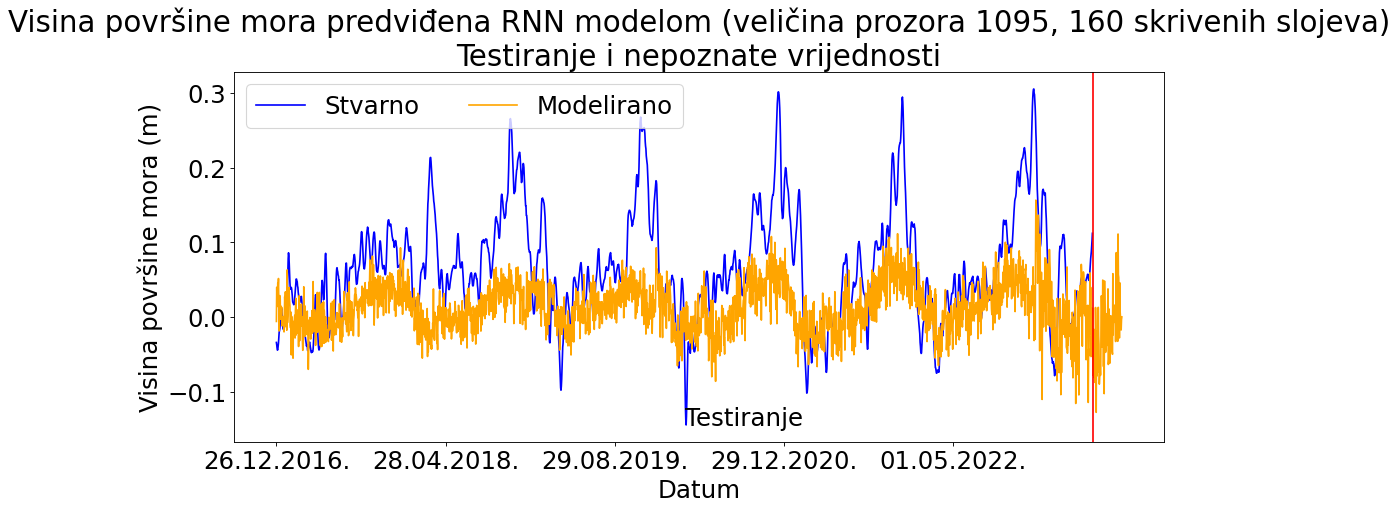 Visina površine mora predviđena RNN modelom (veličina prozora 1095, 160 skrivenih slojeva)
Testiranje i nepoznate vrijednosti
Stvarno Modelirano
Visina površine mora (m)
0.3
0.2
0.1
0.0
−0.1
Testiranje
26.12.2016. 28.04.2018. 29.08.2019. 29.12.2020. 01.05.2022.
Datum